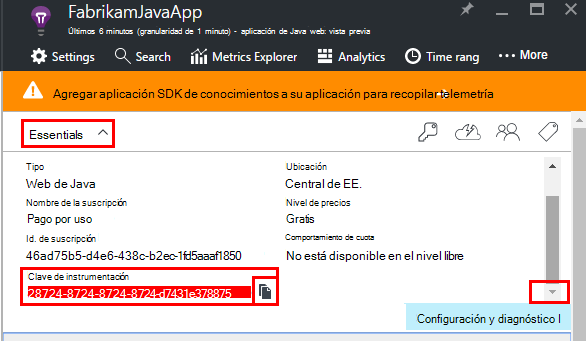 FabrikamJavaApp
Últimos 6 minutos (granularidad de 1 minuto) - aplicación de Java web: vista previa
Settings Search Metrics Explorer Analytics Time rang ... More
Agregar aplicación SDK de conocimientos a su aplicación para recopilar telemetría
Essentials
Tipo Ubicación
Web de Java Central de EE.
Nombre de la suscripción Nivel de precios
Pago por uso Gratis
Id. de suscripción Comportamiento de cuota
46ad75b5-d4e6-438c-b2ec-1fd5aaaf1850 No está disponible en el nivel libre
Clave de instrumentación
28724-8724-8724-8724-d7431e378875
Configuración y diagnóstico l